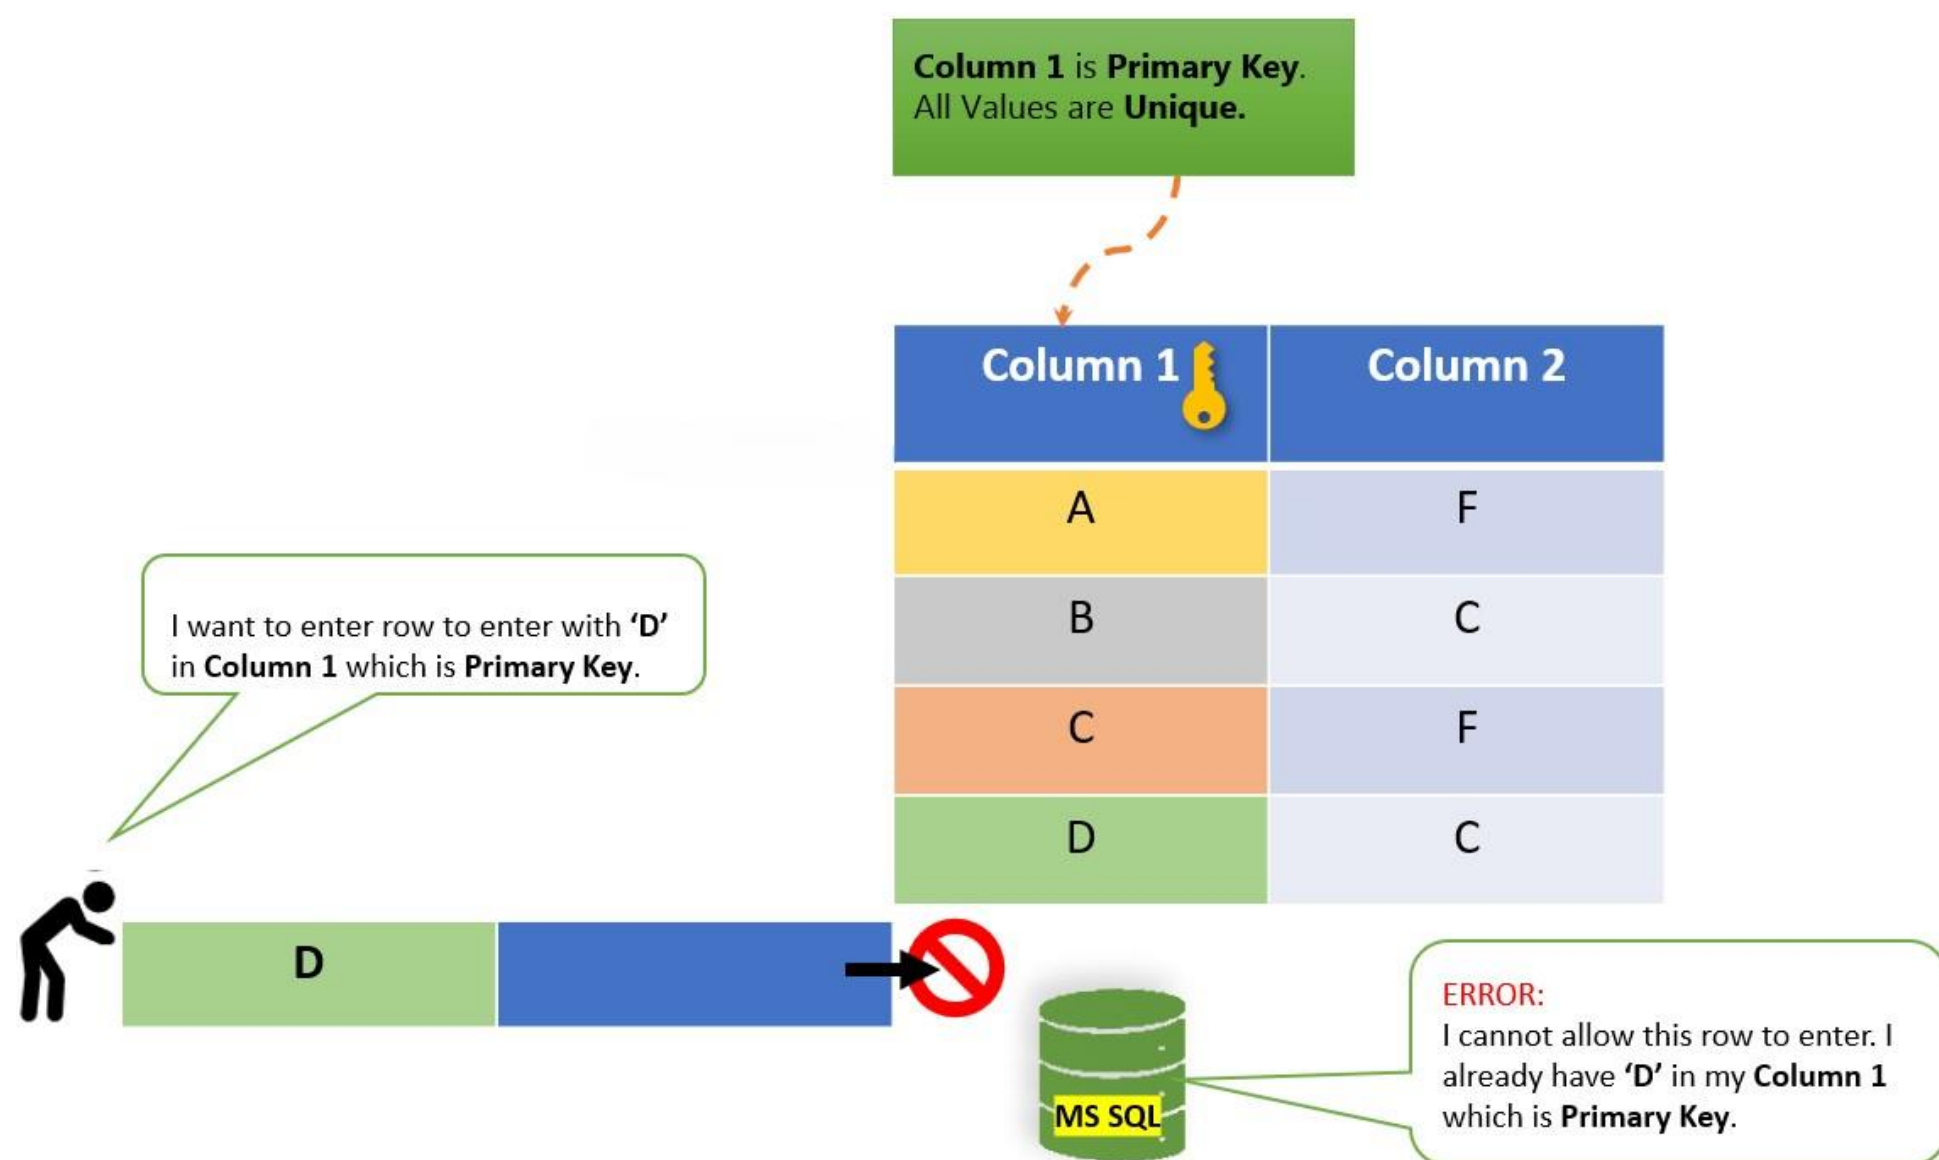 Column 1 is Primary Key.
All Values are Unique.
Column 1 Column 2
A F
B C
C F
D C
I want to enter row to enter with ‘D’
in Column 1 which is Primary Key.
D
MS SQL
ERROR:
I cannot allow this row to enter. I
already have ‘D’ in my Column 1
which is Primary Key.